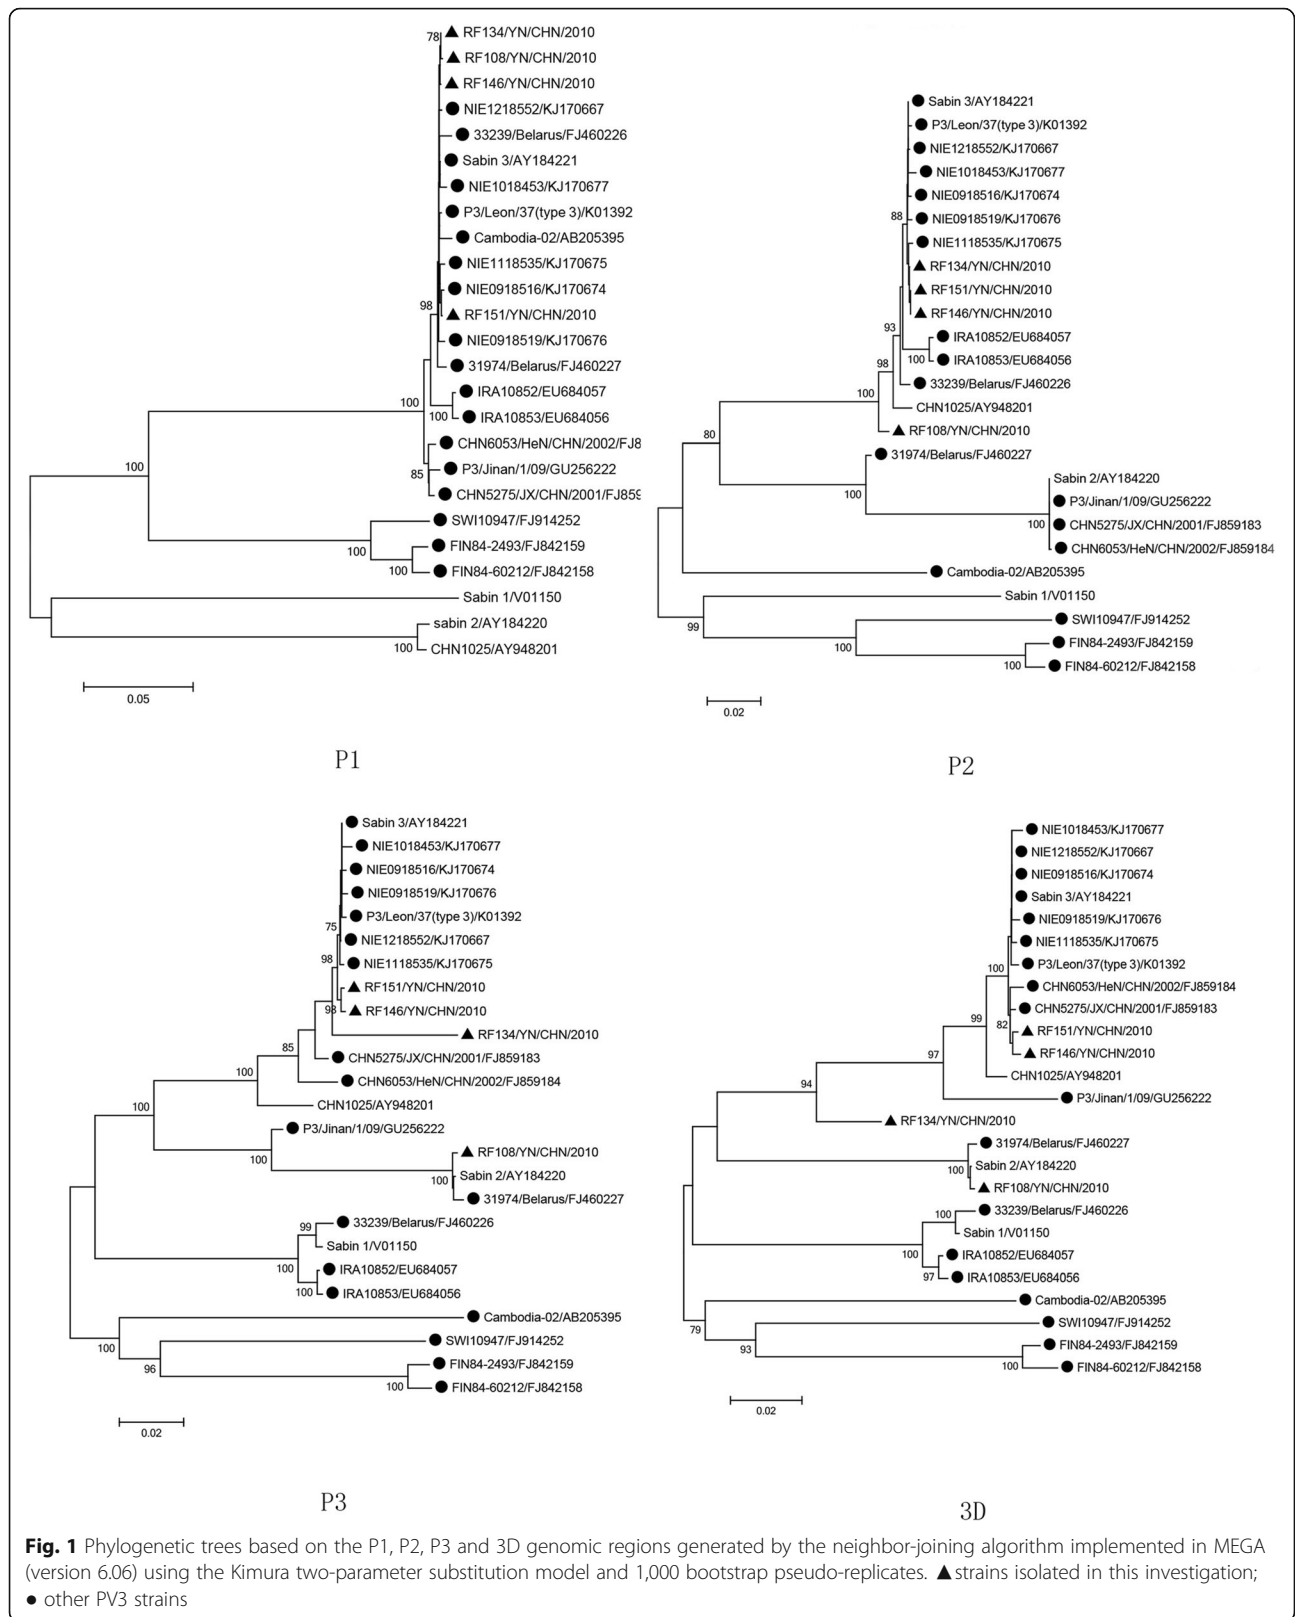 78
▲ RF134/YN/CHN/2010
▲ RF108/YN/CHN/2010
▲ RF146/YN/CHN/2010
● NIE1218552/KJ170667
● 33239/Belarus/FJ460226
● Sabin 3/AY184221
● NIE1018453/KJ170677
● P3/Leon/37(type 3)/K01392
● Cambodia-02/AB205395
● NIE1118535/KJ170675
● NIE0918516/KJ170674
98
▲ RF151/YN/CHN/2010
● NIE0918519/KJ170676
● 31974/Belarus/FJ460227
● IRA10852/EU684057
100
100
● IRA10853/EU684056
● CHN6053/HeN/CHN/2002/FJ8
100
● P3/Jinan/1/09/GU256222
85
● CHN5275/JX/CHN/2001/FJ859
● SWI10947/FJ914252
100
● FIN84-2493/FJ842159
100
● FIN84-60212/FJ842158
Sabin 1/V01150
sabin 2/AY184220
100
CHN1025/AY948201
0.05
P1
● Sabin 3/AY184221
● P3/Leon/37(type 3)/K01392
● NIE1218552/KJ170667
● NIE1018453/KJ170677
● NIE0918516/KJ170674
88
● NIE0918519/KJ170676
● NIE1118535/KJ170675
▲ RF134/YN/CHN/2010
▲ RF151/YN/CHN/2010
▲ RF146/YN/CHN/2010
93
● IRA10852/EU684057
100
● IRA10853/EU684056
98
● 33239/Belarus/FJ460226
100
CHN1025/AY948201
▲ RF108/YN/CHN/2010
80
● 31974/Belarus/FJ460227
Sabin 2/AY184220
100
● P3/Jinan/1/09/GU256222
100
● CHN5275/JX/CHN/2001/FJ859183
● CHN6053/HeN/CHN/2002/FJ859184
● Cambodia-02/AB205395
Sabin 1/V01150
99
● SWI10947/FJ914252
100
● FIN84-2493/FJ842159
100
● FIN84-60212/FJ842158
0.02
P2
● Sabin 3/AY184221
● NIE1018453/KJ170677
● NIE0918516/KJ170674
● NIE0918519/KJ170676
● P3/Leon/37(type 3)/K01392
75
● NIE1218552/KJ170667
98
● NIE1118535/KJ170675
▲ RF151/YN/CHN/2010
98
▲ RF146/YN/CHN/2010
▲ RF134/YN/CHN/2010
85
● CHN5275/JX/CHN/2001/FJ859183
100
● CHN6053/HeN/CHN/2002/FJ859184
100
CHN1025/AY948201
● P3/Jinan/1/09/GU256222
100
▲ RF108/YN/CHN/2010
100
Sabin 2/AY184220
● 31974/Belarus/FJ460227
99
● 33239/Belarus/FJ460226
Sabin 1/V01150
100
● IRA10852/EU684057
100
● IRA10853/EU684056
● Cambodia-02/AB205395
100
● SWI10947/FJ914252
96
● FIN84-2493/FJ842159
100
● FIN84-60212/FJ842158
0.02
P3
● NIE1018453/KJ170677
● NIE1218552/KJ170667
● NIE0918516/KJ170674
● Sabin 3/AY184221
● NIE0918519/KJ170676
● NIE1118535/KJ170675
100
● P3/Leon/37(type 3)/K01392
● CHN6053/HeN/CHN/2002/FJ859184
● CHN5275/JX/CHN/2001/FJ859183
99
82
▲ RF151/YN/CHN/2010
▲ RF146/YN/CHN/2010
97
CHN1025/AY948201
94
● P3/Jinan/1/09/GU256222
▲ RF134/YN/CHN/2010
● 31974/Belarus/FJ460227
100
Sabin 2/AY184220
▲ RF108/YN/CHN/2010
100
● 33239/Belarus/FJ460226
Sabin 1/V01150
100
● IRA10852/EU684057
97
● IRA10853/EU684056
● Cambodia-02/AB205395
79
● SWI10947/FJ914252
93
● FIN84-2493/FJ842159
100
● FIN84-60212/FJ842158
0.02
3D
Fig. 1 Phylogenetic trees based on the P1, P2, P3 and 3D genomic regions generated by the neighbor-joining algorithm implemented in MEGA
(version 6.06) using the Kimura two-parameter substitution model and 1,000 bootstrap pseudo-replicates. ▲strains isolated in this investigation;
● other PV3 strains